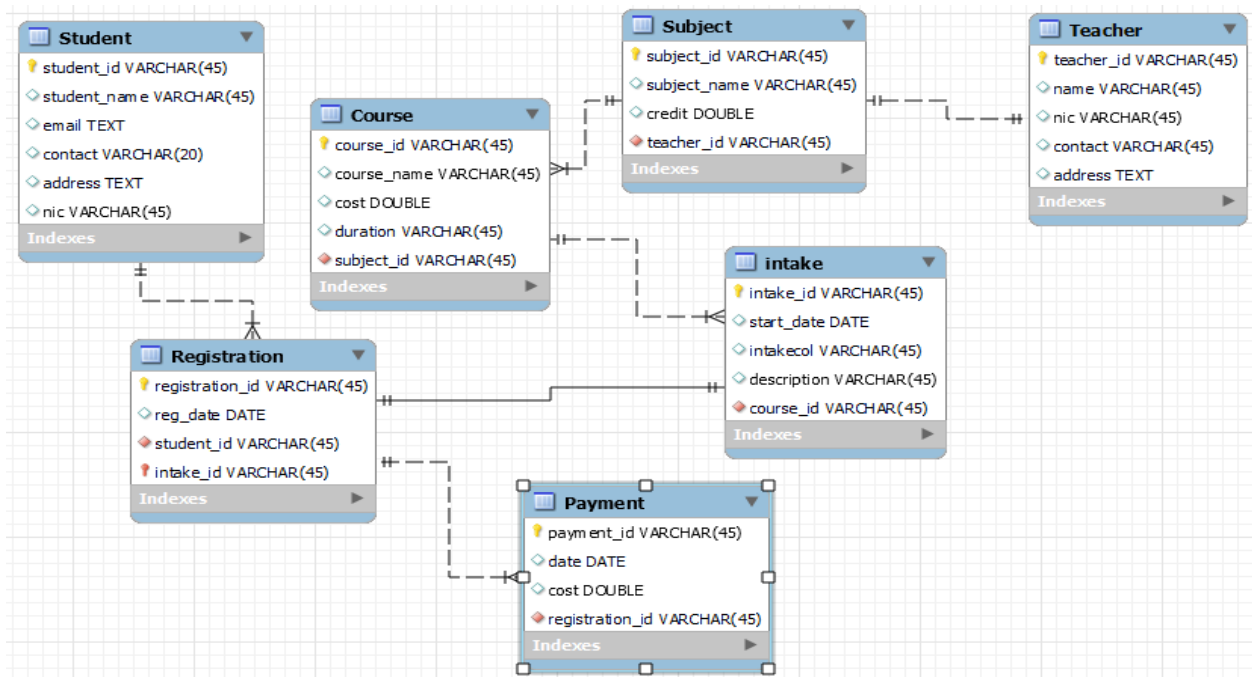 Student
student_id VARCHAR(45)
student_name VARCHAR(45)
email TEXT
contact VARCHAR(20)
address TEXT
nic VARCHAR(45)
Indexes
Course
course_id VARCHAR(45)
course_name VARCHAR(45)
cost DOUBLE
duration VARCHAR(45)
subject_id VARCHAR(45)
Indexes
Subject
subject_id VARCHAR(45)
subject_name VARCHAR(45)
credit DOUBLE
teacher_id VARCHAR(45)
Indexes
Teacher
teacher_id VARCHAR(45)
name VARCHAR(45)
nic VARCHAR(45)
contact VARCHAR(45)
address TEXT
Indexes
intake
intake_id VARCHAR(45)
start_date DATE
intakecol VARCHAR(45)
description VARCHAR(45)
course_id VARCHAR(45)
Indexes
Registration
registration_id VARCHAR(45)
reg_date DATE
student_id VARCHAR(45)
intake_id VARCHAR(45)
Indexes
Payment
payment_id VARCHAR(45)
date DATE
cost DOUBLE
registration_id VARCHAR(45)
Indexes